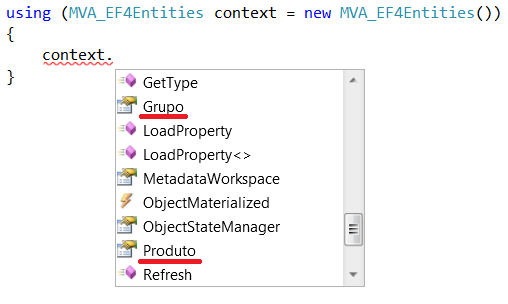 using (MVA_EF4Entities context = new MVA_EF4Entities())
{
context.
}
GetType
Grupo
LoadProperty
LoadProperty<>
MetadataWorkspace
ObjectMaterialized
ObjectStateManager
Produto
Refresh